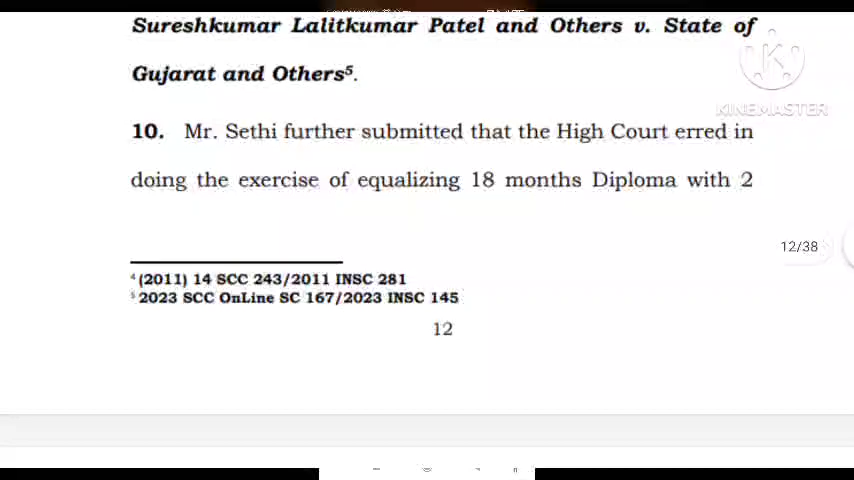 Sureshkumar Lalitkumar Patel and Others v. State of
Gujarat and Others⁵.
KINEMASTER
10. Mr. Sethi further submitted that the High Court erred in
doing the exercise of equalizing 18 months Diploma with 2
12/38
⁴ (2011) 14 SCC 243/2011 INSC 281
⁵ 2023 SCC OnLine SC 167/2023 INSC 145
12